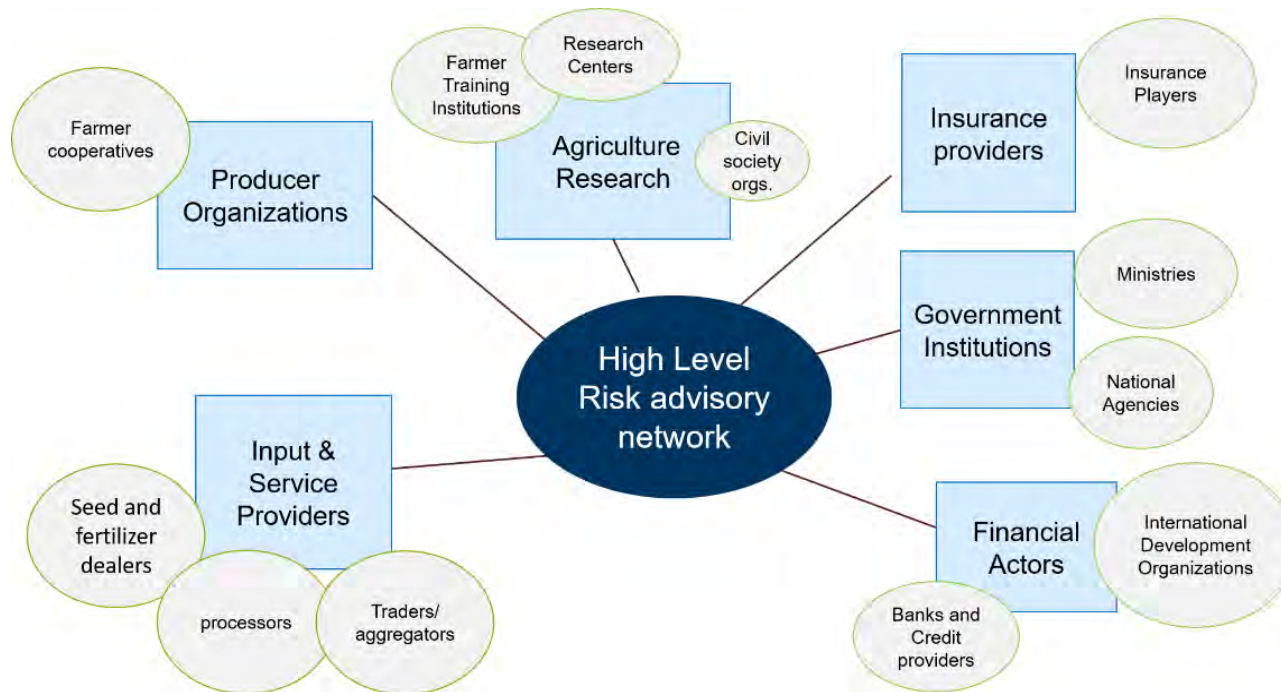 Farmer
cooperatives
Producer
Organizations
Farmer
Training
Institutions
Research
Centers
Agriculture
Research
Civil
society
orgs.
Insurance
providers
Insurance
Players
Government
Institutions
Ministries
National
Agencies
High Level
Risk advisory
network
Input &
Service
Providers
Seed and
fertilizer
dealers
processors
Traders/
aggregators
Financial
Actors
International
Development
Organizations
Banks and
Credit
providers